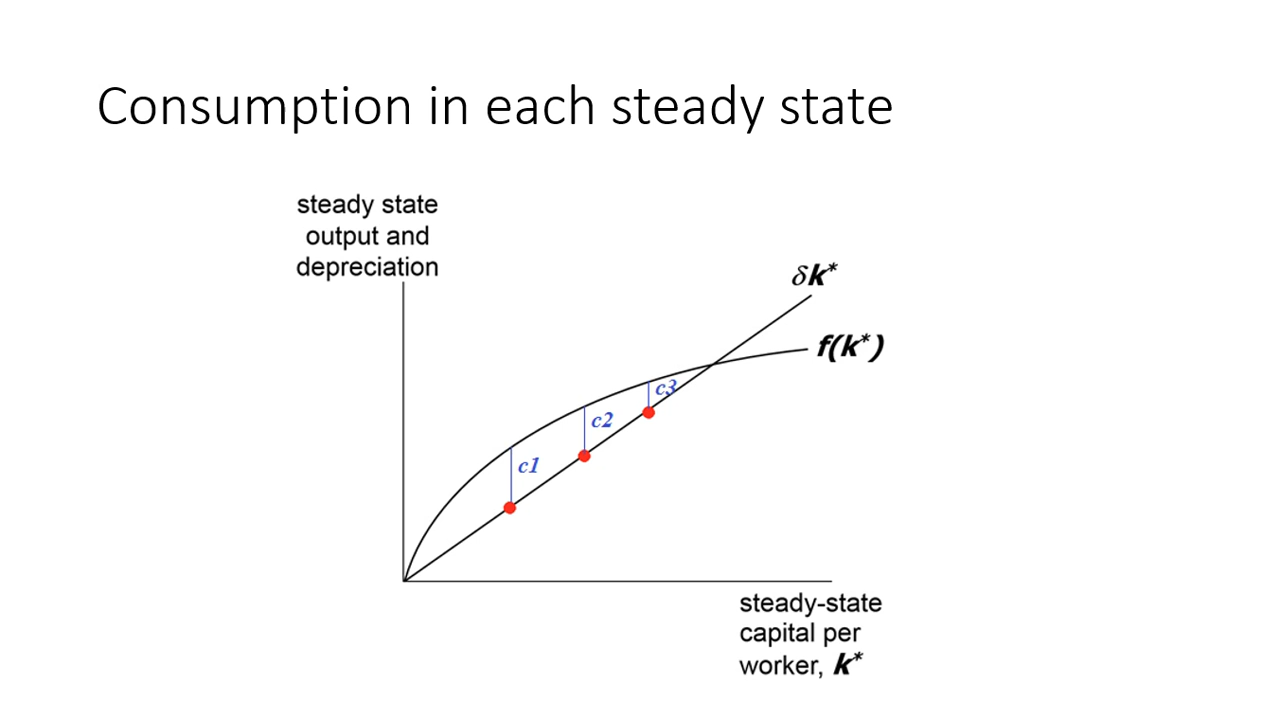 Consumption in each steady state
steady state
output and
depreciation
δk*
f(k*)
c3
c2
c1
steady-state
capital per
worker, k*